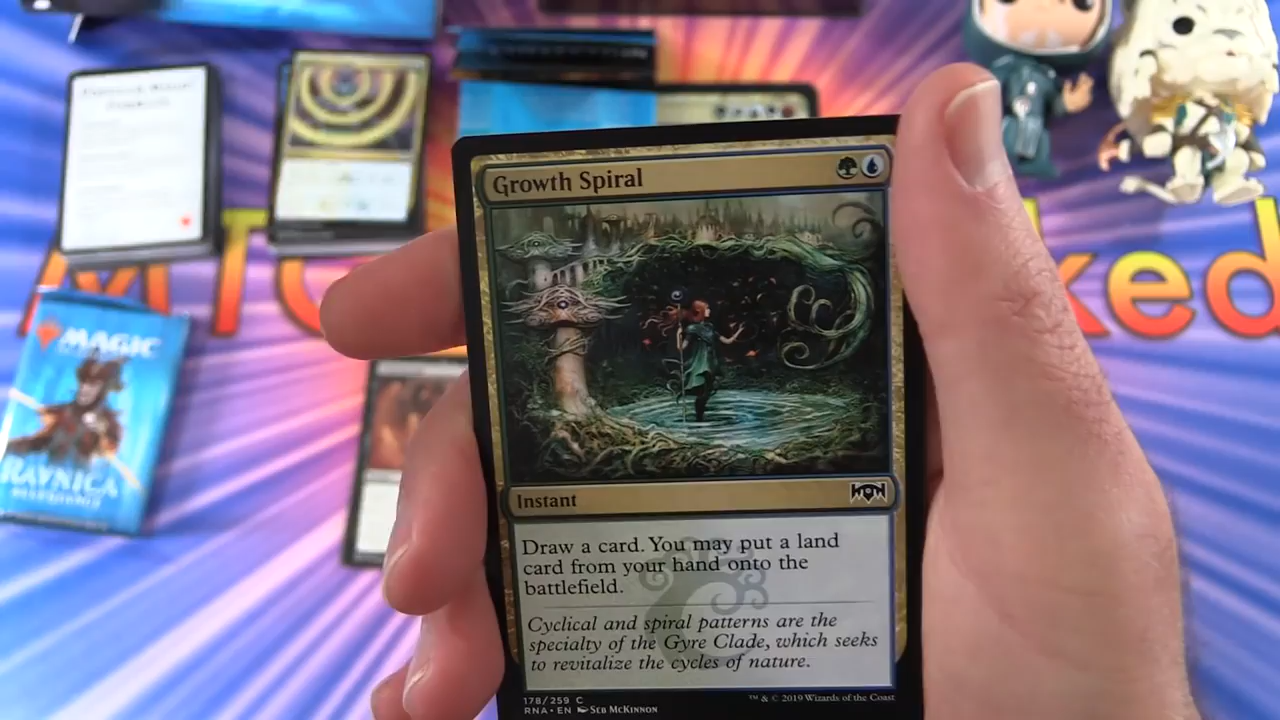 Growth Spiral
Instant
Draw a card. You may put a land
card from your hand onto the
battlefield.
Cyclical and spiral patterns are the
specialty of the Gyre Clade, which seeks
to revitalize the cycles of nature.
178/259 C
RNA • EN Seb McKinnon
™ & © 2019 Wizards of the Coast
MAGIC
RAVNICA
ALLEGIANCE
MT
ked